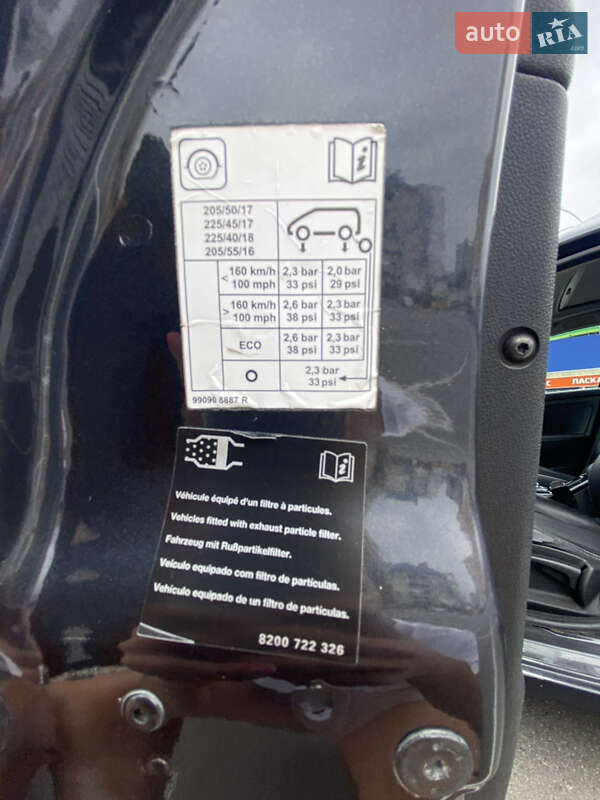 auto RIA
205/50/17
225/45/17
225/40/18
205/55/16
< 160 km/h 100 mph 2,3 bar 33 psi 2,0 bar 29 psi
> 160 km/h 100 mph 2,6 bar 38 psi 2,3 bar 33 psi
ECO 2,6 bar 38 psi 2,3 bar 33 psi
2,3 bar
33 psi
99090 8887 R
Véhicule équipé d'un filtre à particules.
Vehicles fitted with exhaust particle filter.
Fahrzeug mit Rußpartikelfilter.
Veículo equipado com filtro de partículas.
Vehículo equipado de un filtro de partículas.
8200 722 326